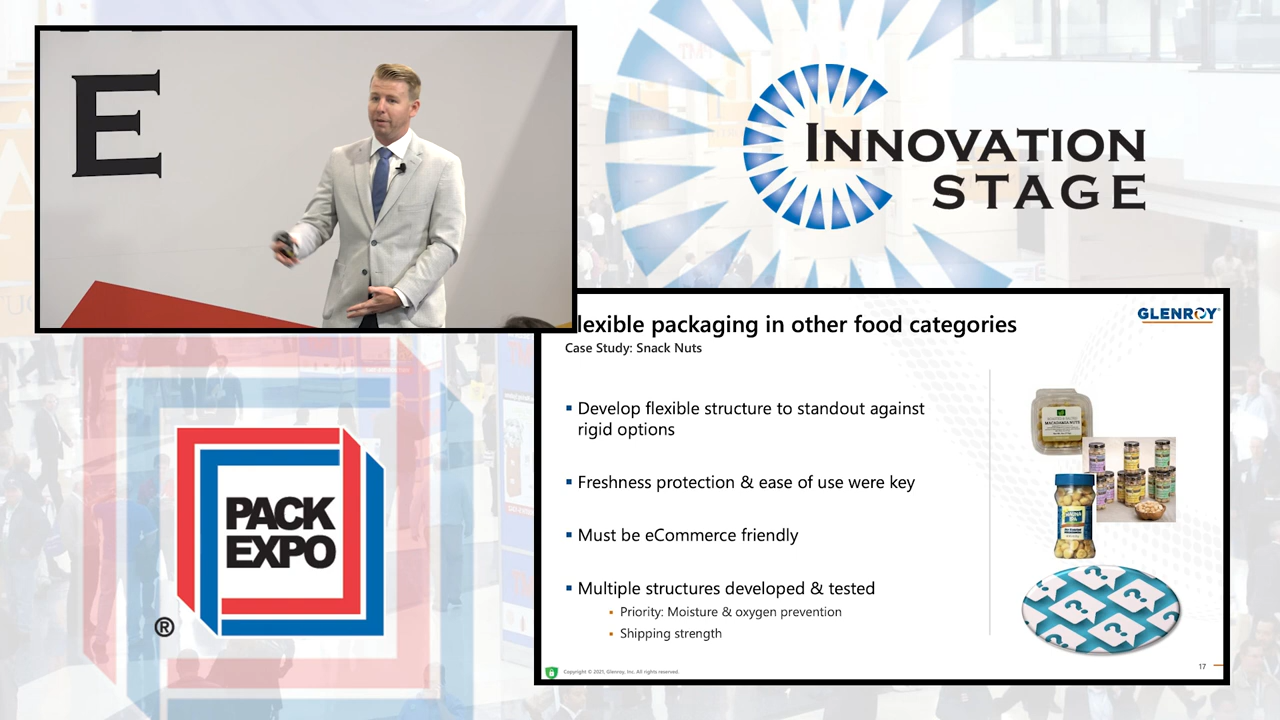 E
INNOVATION
STAGE
PACK
EXPO
®
lexible packaging in other food categories
GLENROY®
Case Study: Snack Nuts
▪ Develop flexible structure to standout against
rigid options
▪ Freshness protection & ease of use were key
▪ Must be eCommerce friendly
▪ Multiple structures developed & tested
▪ Priority: Moisture & oxygen prevention
▪ Shipping strength
MACADAMIA NUTS
? ? ? ? ?
Copyright © 2021, Glenroy, Inc. All rights reserved.
17